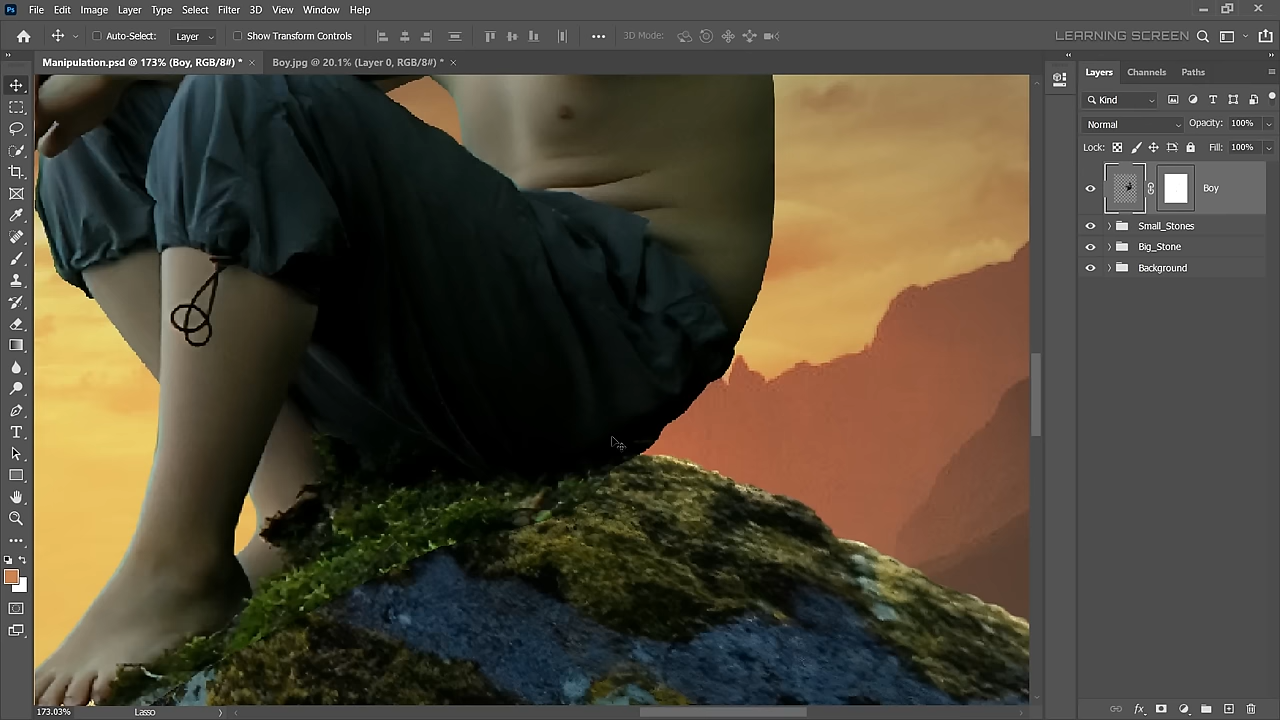 Ps File Edit Image Layer Type Select Filter 3D View Window Help
Auto-Select: Layer Show Transform Controls 3D Mode: LEARNING SCREEN
Manipulation.psd @ 173% (Boy, RGB/8#) * × Boy.jpg @ 20.1% (Layer 0, RGB/8#) * ×
Layers Channels Paths
Kind
Normal Opacity: 100%
Lock: Fill: 100%
Boy
Small_Stones
Big_Stone
Background
173.03% Lasso